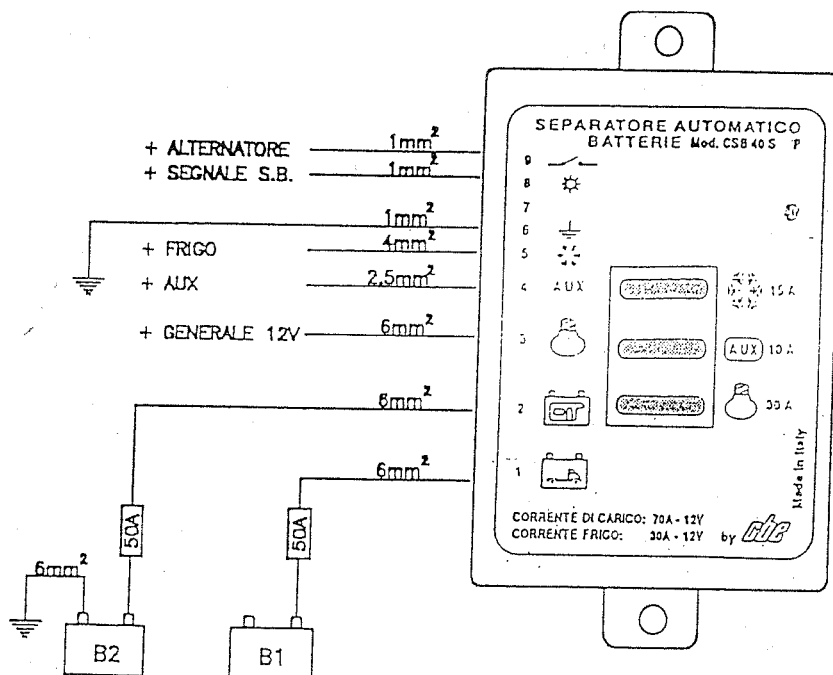 + ALTERNATORE 1mm²
+ SEGNALE S.B. 1mm²
1mm²
+ FRIGO 4mm²
+ AUX 2,5mm²
+ GENERALE 12V 6mm²
6mm²
6mm²
50A
50A
6mm²
B2
B1
SEPARATORE AUTOMATICO
BATTERIE Mod. CSB 40 S P
9
8
7
6
5
4 AUX
3
2
1
15 A
AUX 10 A
30 A
Made in Italy
CORRENTE DI CARICO: 70A - 12V
CORRENTE FRIGO: 30A - 12V by cbe